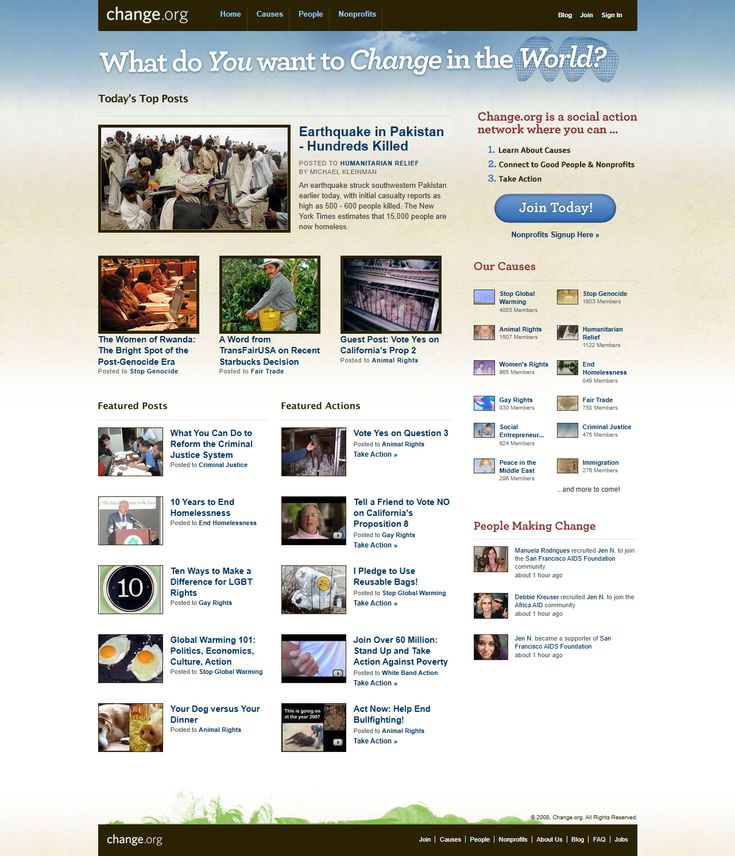 change.org
Home
Causes
People
Nonprofits
Blog
Join
Sign In
What do You want to Change in the World?
Today's Top Posts
Earthquake in Pakistan
- Hundreds Killed
POSTED TO HUMANITARIAN RELIEF
BY MICHAEL KLEINMAN
An earthquake struck southwestern Pakistan
earlier today, with initial casualty reports as
high as 500 - 600 people killed. The New
York Times estimates that 15,000 people are
now homeless.
The Women of Rwanda:
The Bright Spot of the
Post-Genocide Era
Posted to Stop Genocide
A Word from
TransFairUSA on Recent
Starbucks Decision
Posted to Fair Trade
Guest Post: Vote Yes on
California's Prop 2
Posted to Animal Rights
Featured Posts
What You Can Do to
Reform the Criminal
Justice System
Posted to Criminal Justice
10 Years to End
Homelessness
Posted to End Homelessness
10
Ten Ways to Make a
Difference for LGBT
Rights
Posted to Gay Rights
Global Warming 101:
Politics, Economics,
Culture, Action
Posted to Stop Global Warming
Your Dog versus Your
Dinner
Posted to Animal Rights
Featured Actions
Vote Yes on Question 3
Posted to Animal Rights
Take Action »
Tell a Friend to Vote NO
on California's
Proposition 8
Posted to Gay Rights
Take Action »
I Pledge to Use
Reusable Bags!
Posted to Stop Global Warming
Take Action »
Join Over 60 Million:
Stand Up and Take
Action Against Poverty
Posted to White Band Action
Take Action »
This is going on
at the year 2007
Act Now: Help End
Bullfighting!
Posted to Animal Rights
Take Action »
Change.org is a social action
network where you can ...
1. Learn About Causes
2. Connect to Good People & Nonprofits
3. Take Action
Join Today!
Nonprofits Signup Here »
Our Causes
Stop Global
Warming
4885 Members
Stop Genocide
1803 Members
Animal Rights
1507 Members
Humanitarian
Relief
1122 Members
Women's Rights
965 Members
End
Homelessness
849 Members
Gay Rights
830 Members
Fair Trade
758 Members
Social
Entrepreneur...
624 Members
Criminal Justice
475 Members
Peace in the
Middle East
296 Members
Immigration
276 Members
...and more to come!
People Making Change
Manuela Rodrigues recruited Jen N. to join
the San Francisco AIDS Foundation
community
about 1 hour ago
Debbie Kreuser recruited Jen N. to join the
Africa AID community
about 1 hour ago
Jen N. became a supporter of San
Francisco AIDS Foundation
about 1 hour ago
© 2008, Change.org. All Rights Reserved.
change.org
Join | Causes | People | Nonprofits | About Us | Blog | FAQ | Jobs